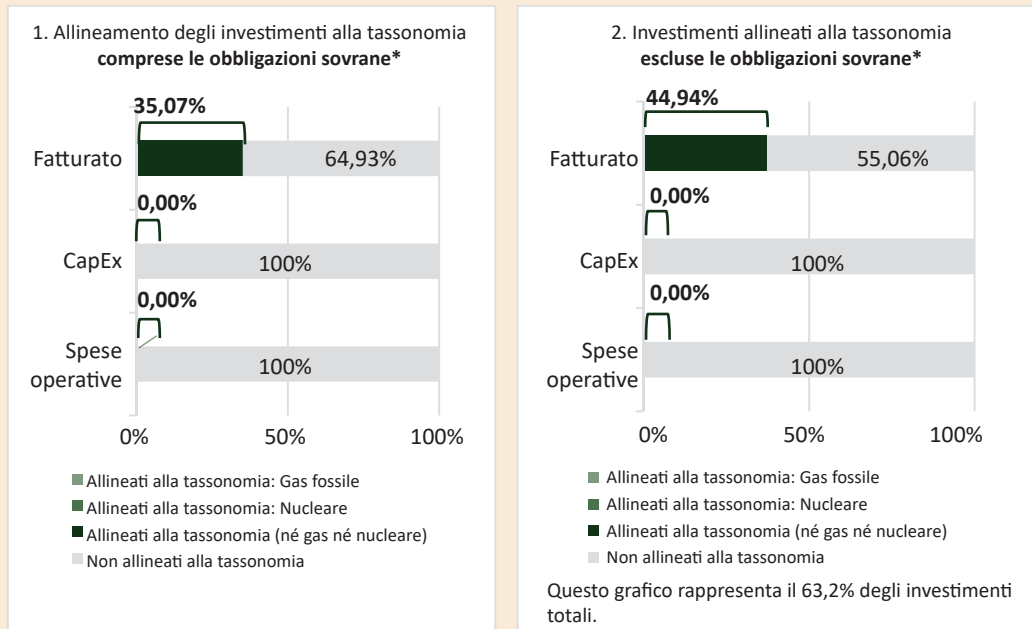 1. Allineamento degli investimenti alla tassonomia
comprese le obbligazioni sovrane*
35,07%
Fatturato
64,93%
0,00%
CapEx
100%
0,00%
Spese
operative
100%
0%
50%
100%
Allineati alla tassonomia: Gas fossile
Allineati alla tassonomia: Nucleare
Allineati alla tassonomia (né gas né nucleare)
Non allineati alla tassonomia
2. Investimenti allineati alla tassonomia
escluse le obbligazioni sovrane*
44,94%
Fatturato
55,06%
0,00%
CapEx
100%
0,00%
Spese
operative
100%
0%
50%
100%
Allineati alla tassonomia: Gas fossile
Allineati alla tassonomia: Nucleare
Allineati alla tassonomia (né gas né nucleare)
Non allineati alla tassonomia
Questo grafico rappresenta il 63,2% degli investimenti
totali.